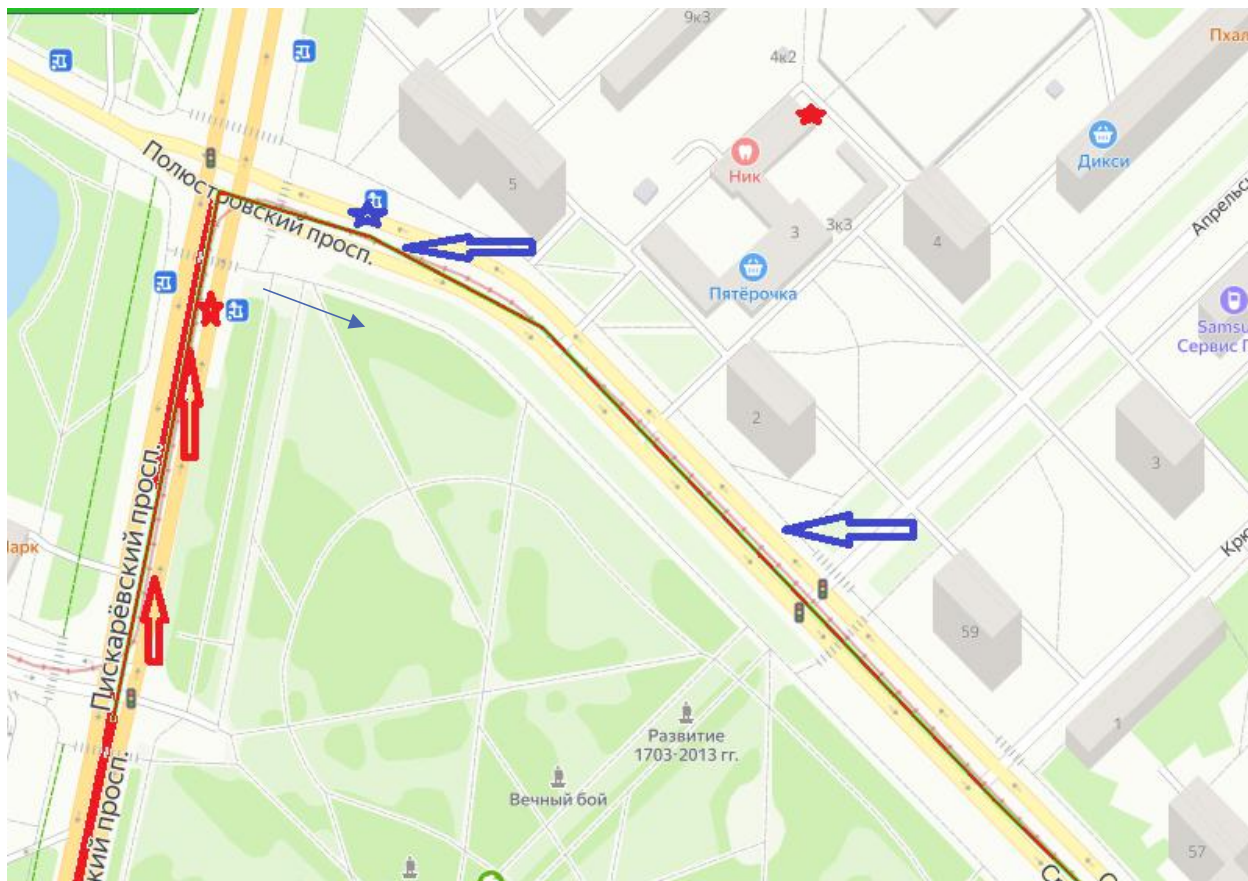 9к3
4к2
Пхал
Полюстровский просп.
5
Ник
Дикси
Апрельс
3
3к3
4
Пятёрочка
Samsu
Сервис П
2
3
Пискарёвский просп.
Парк
59
Крю
1
Развитие
1703-2013 гг.
Вечный бой
кий просп.
57